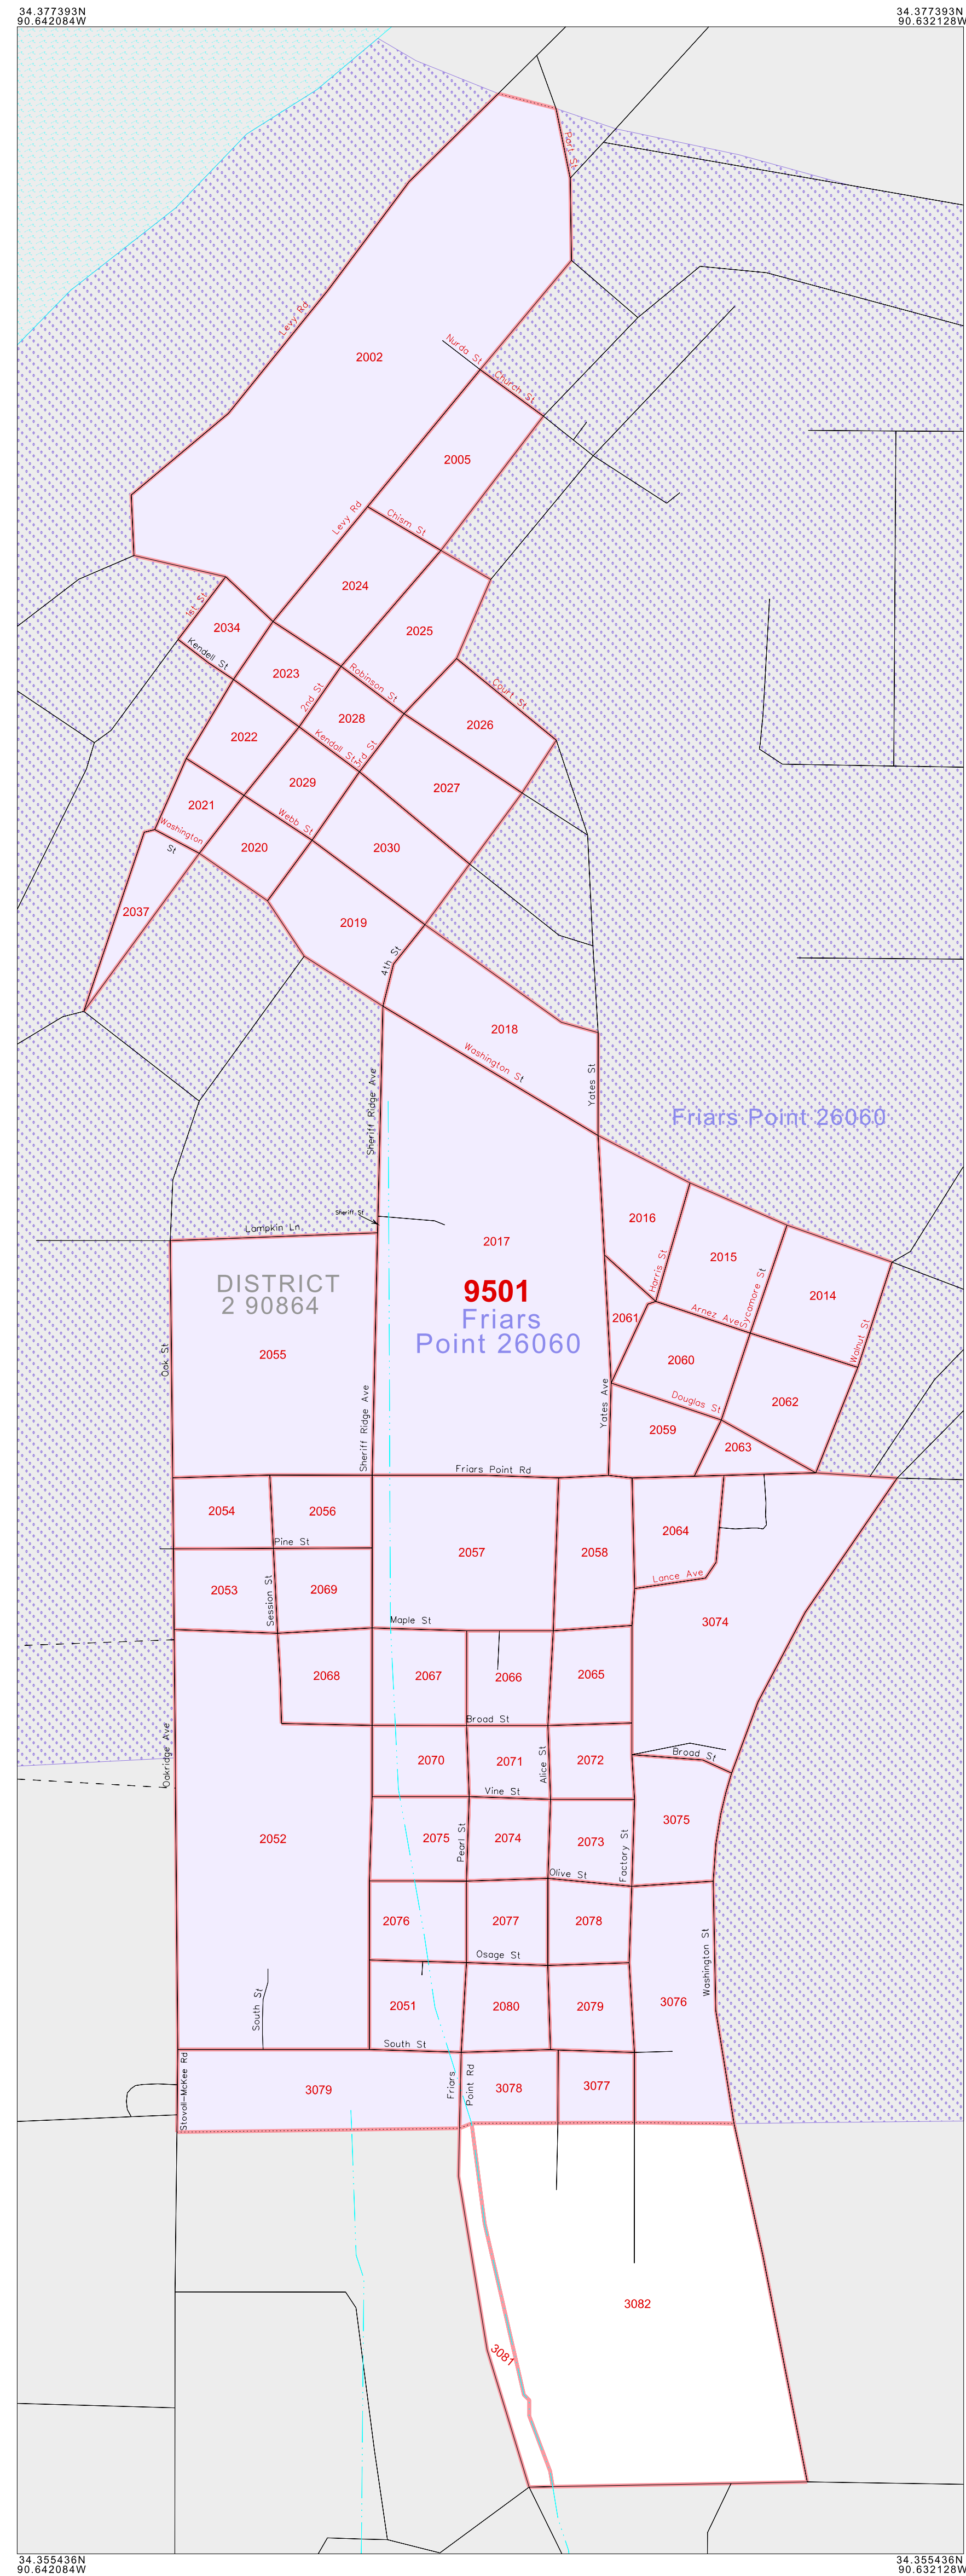 34.377393N
90.642084W
34.377393N
90.632128W
Port St
Levy Rd
2002
Nurda St
Church St
2005
Levy Rd
Chism St
2024
1st St
2034
2025
Kendell St
2023
Robinson St
2nd St
Court St
2028
2026
2022
Kendall St
3rd St
2029
2027
2021
Webb St
Washington
St
2020
2030
2037
2019
4th St
2018
Washington St
Yates St
Sheriff Ridge Ave
Friars Point 26060
Sheriff St
Lampkin Ln
2016
2017
2015
Harris St
DISTRICT
2 90864
9501
Friars
Point 26060
2014
Sycamore St
Arnez Ave
2061
Walnut St
2055
Oak St
2060
Sheriff Ridge Ave
Yates Ave
Douglas St
2062
2059
2063
Friars Point Rd
2054
2056
2064
Pine St
2057
2058
Lance Ave
2053
2069
Session St
Maple St
3074
2068
2067
2066
2065
Broad St
Oakridge Ave
2070
2071
Alice St
2072
Broad St
Vine St
3075
2052
2075
Pearl St
2074
2073
Factory St
Olive St
2076
2077
2078
Osage St
Washington St
South St
2051
2080
2079
3076
South St
Stovoll-McKee Rd
3079
Friars
Point Rd
3078
3077
3082
3081
34.355436N
90.642084W
34.355436N
90.632128W